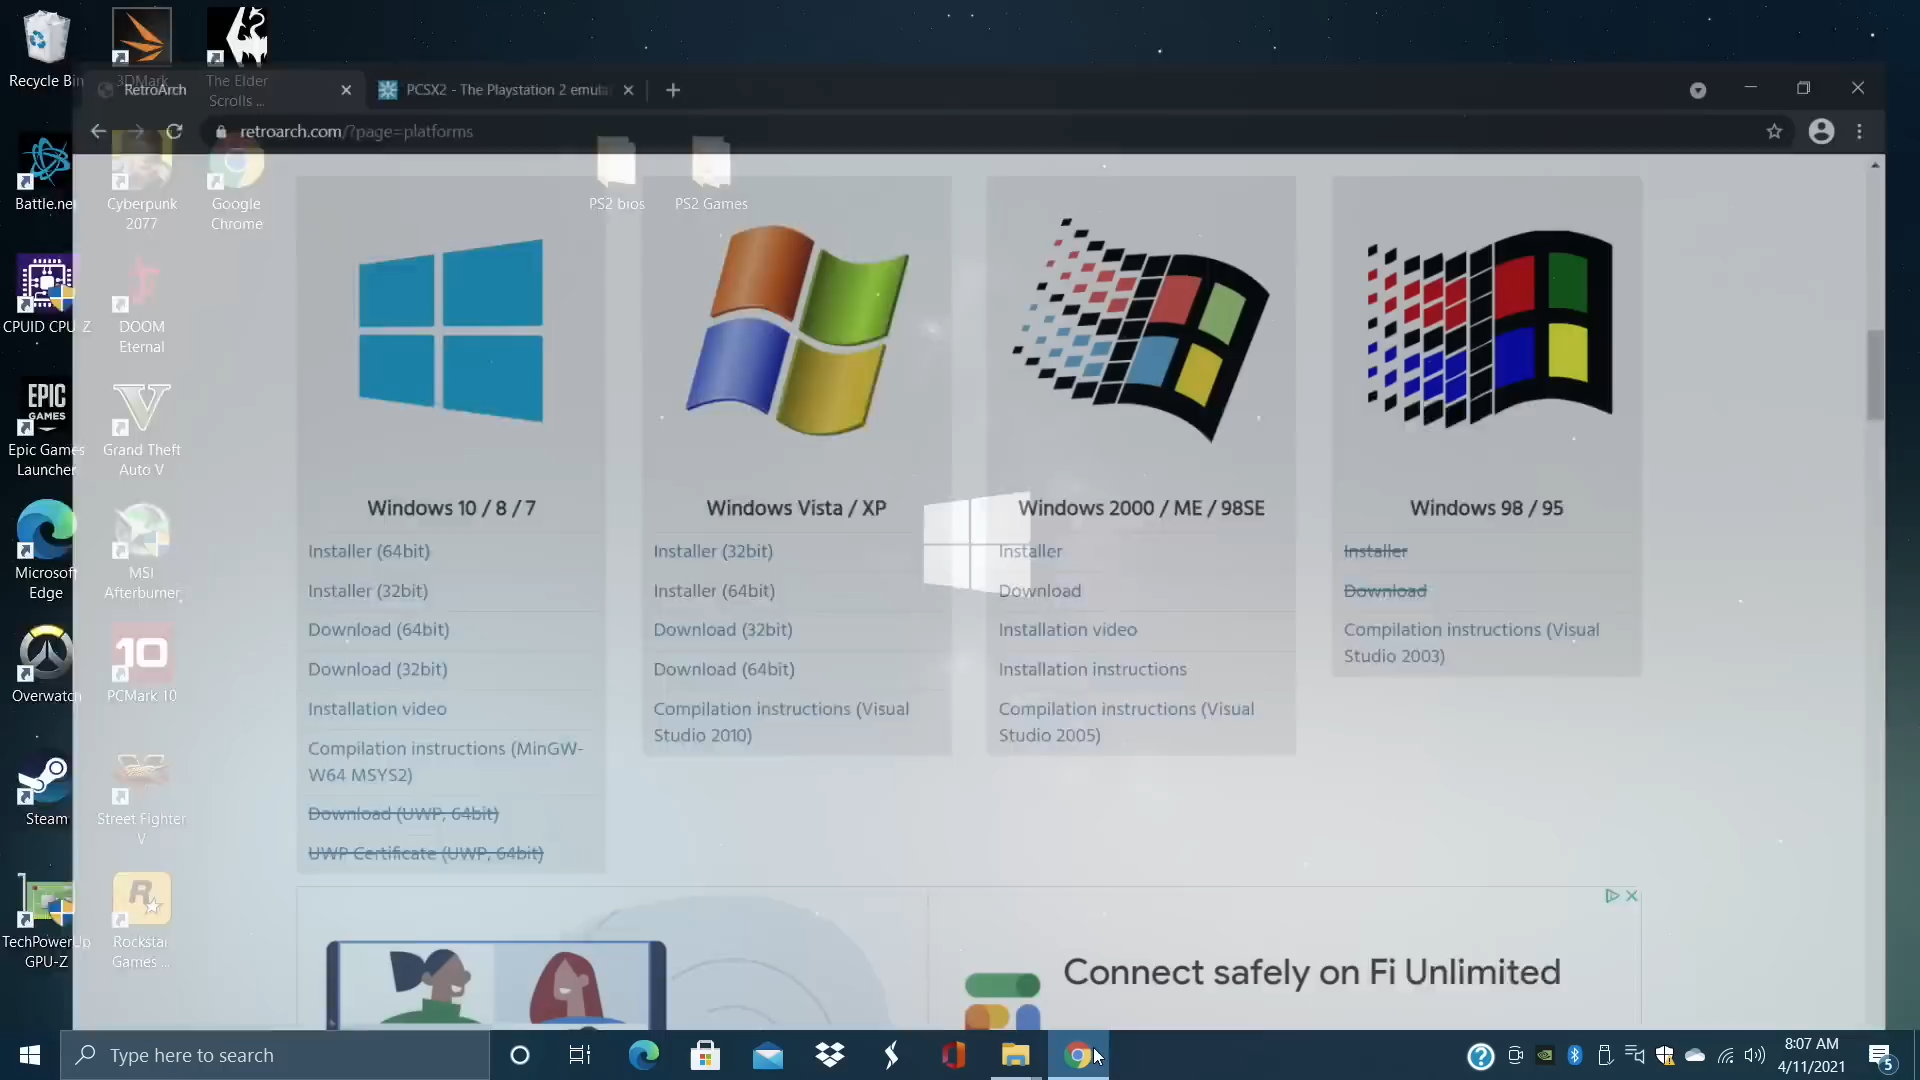 Recycle Bin
3DMark
The Elder
Scrolls ...
RetroArch
PCSX2 - The Playstation 2 emula
retroarch.com/?page=platforms
Battle.net
Cyberpunk
2077
Google
Chrome
PS2 bios
PS2 Games
CPUID CPU-Z
DOOM
Eternal
EPIC
GAMES
Epic Games
Launcher
V
Grand Theft
Auto V
Microsoft
Edge
MSI
Afterburner
Overwatch
10
PCMark 10
Steam
Street Fighter
V
TechPowerUp
GPU-Z
R
Rockstar
Games ...
Windows 10 / 8 / 7
Installer (64bit)
Installer (32bit)
Download (64bit)
Download (32bit)
Installation video
Compilation instructions (MinGW-
W64 MSYS2)
Download (UWP, 64bit)
UWP Certificate (UWP, 64bit)
Windows Vista / XP
Installer (32bit)
Installer (64bit)
Download (32bit)
Download (64bit)
Compilation instructions (Visual
Studio 2010)
Windows 2000 / ME / 98SE
Installer
Download
Installation video
Installation instructions
Compilation instructions (Visual
Studio 2005)
Windows 98 / 95
Installer
Download
Compilation instructions (Visual
Studio 2003)
Connect safely on Fi Unlimited
Type here to search
8:07 AM
4/11/2021
5